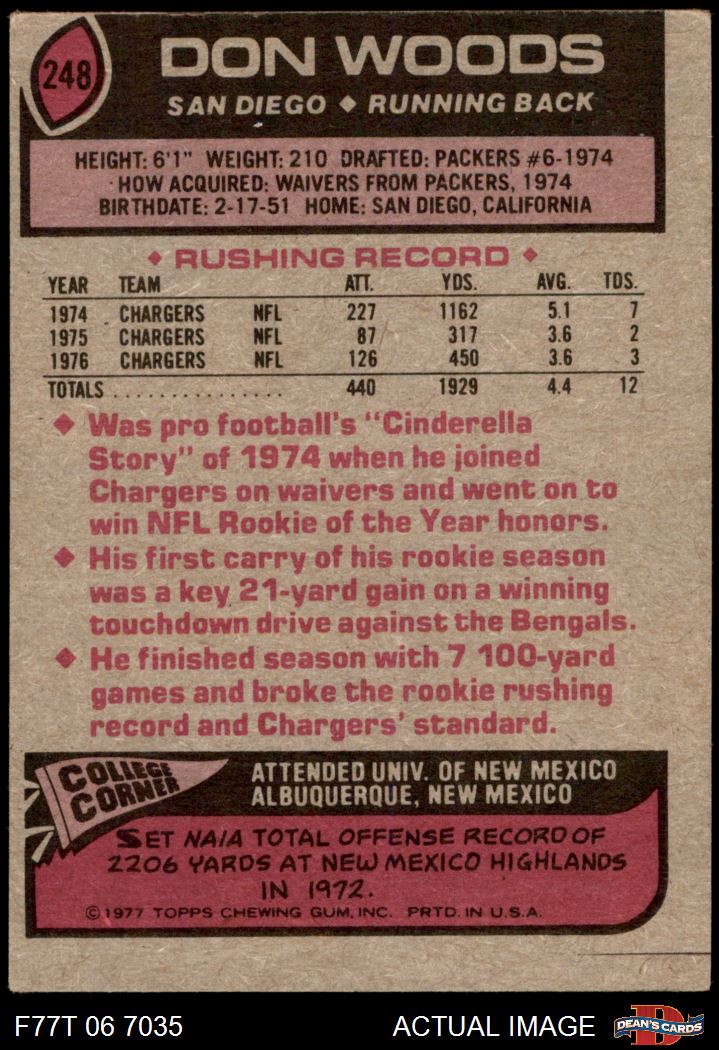 248
DON WOODS
SAN DIEGO ◆ RUNNING BACK
HEIGHT: 6'1" WEIGHT: 210 DRAFTED: PACKERS #6-1974
HOW ACQUIRED: WAIVERS FROM PACKERS, 1974
BIRTHDATE: 2-17-51 HOME: SAN DIEGO, CALIFORNIA
◆ RUSHING RECORD ◆
YEAR TEAM ATT. YDS. AVG. TDS.
1974 CHARGERS NFL 227 1162 5.1 7
1975 CHARGERS NFL 87 317 3.6 2
1976 CHARGERS NFL 126 450 3.6 3
TOTALS . . . . . . . . . . . . . . . . 440 1929 4.4 12
◆ Was pro football's "Cinderella
Story" of 1974 when he joined
Chargers on waivers and went on to
win NFL Rookie of the Year honors.
◆ His first carry of his rookie season
was a key 21-yard gain on a winning
touchdown drive against the Bengals.
◆ He finished season with 7 100-yard
games and broke the rookie rushing
record and Chargers' standard.
COLLEGE
CORNER
ATTENDED UNIV. OF NEW MEXICO
ALBUQUERQUE, NEW MEXICO
SET NAIA TOTAL OFFENSE RECORD OF
2206 YARDS AT NEW MEXICO HIGHLANDS
IN 1972.
©1977 TOPPS CHEWING GUM, INC. PRTD. IN U.S.A.
F77T 06 7035
ACTUAL IMAGE
D
DEAN'S CARDS